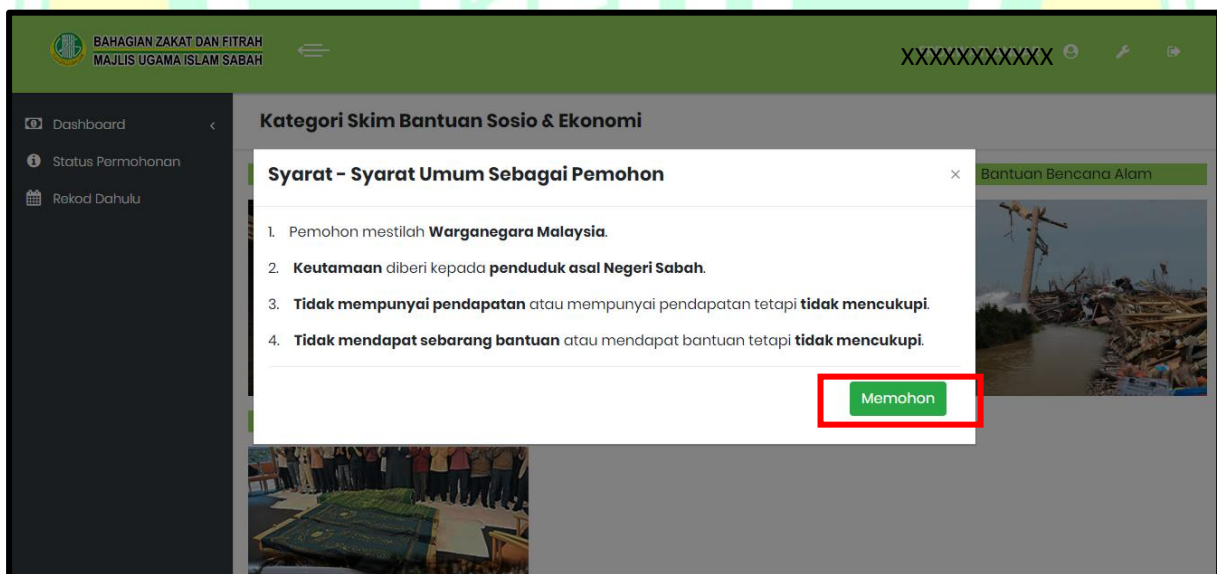 BAHAGIAN ZAKAT DAN FITRAH
MAJLIS UGAMA ISLAM SABAH
XXXXXXXXXXX
Dashboard
Status Permohonan
Rekod Dahulu
Kategori Skim Bantuan Sosio & Ekonomi
Bantuan Bencana Alam
Syarat - Syarat Umum Sebagai Pemohon
×
1. Pemohon mestilah Warganegara Malaysia.
2. Keutamaan diberi kepada penduduk asal Negeri Sabah.
3. Tidak mempunyai pendapatan atau mempunyai pendapatan tetapi tidak mencukupi.
4. Tidak mendapat sebarang bantuan atau mendapat bantuan tetapi tidak mencukupi.
Memohon